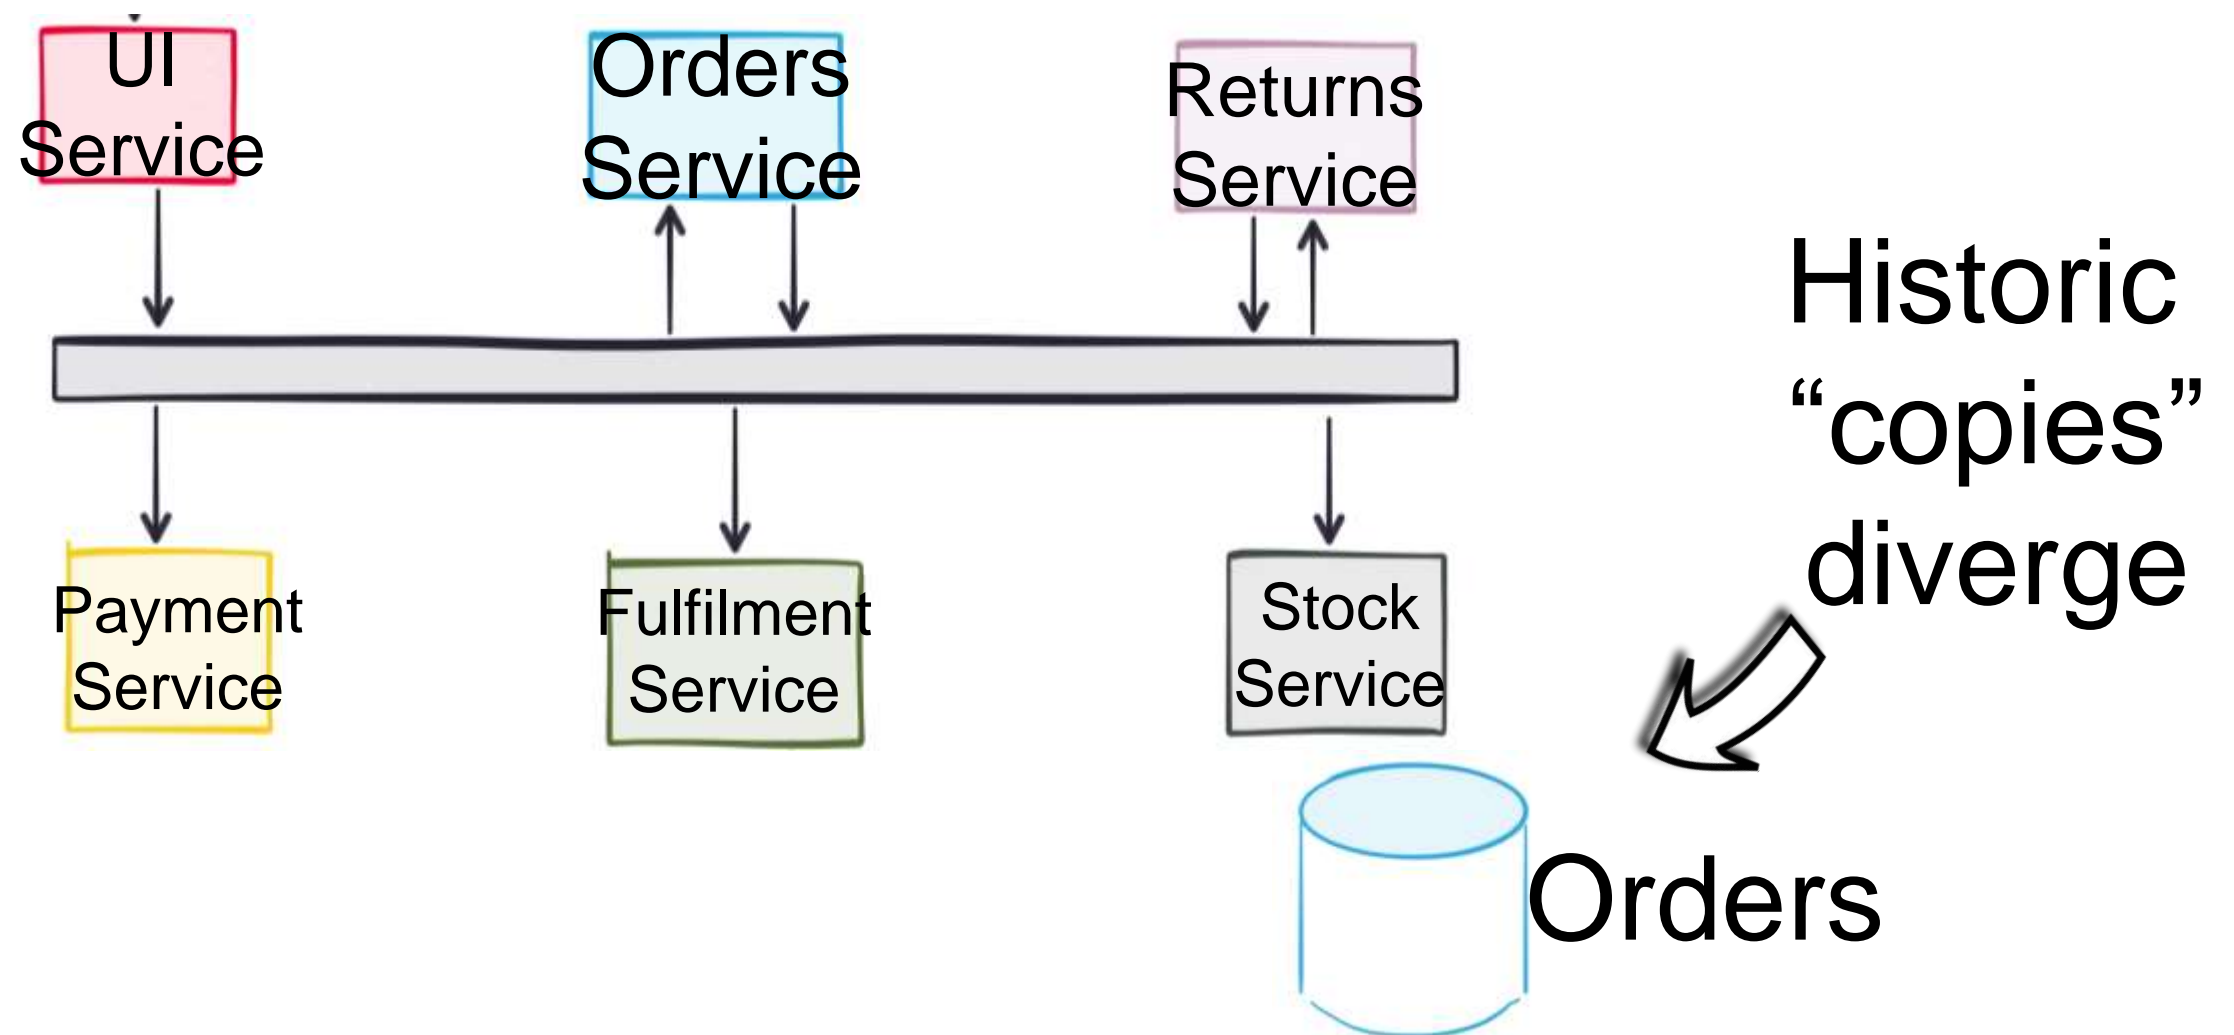 UI
Service
Orders
Service
Returns
Service
Historic
“copies”
diverge
Payment
Service
Fulfilment
Service
Stock
Service
Orders